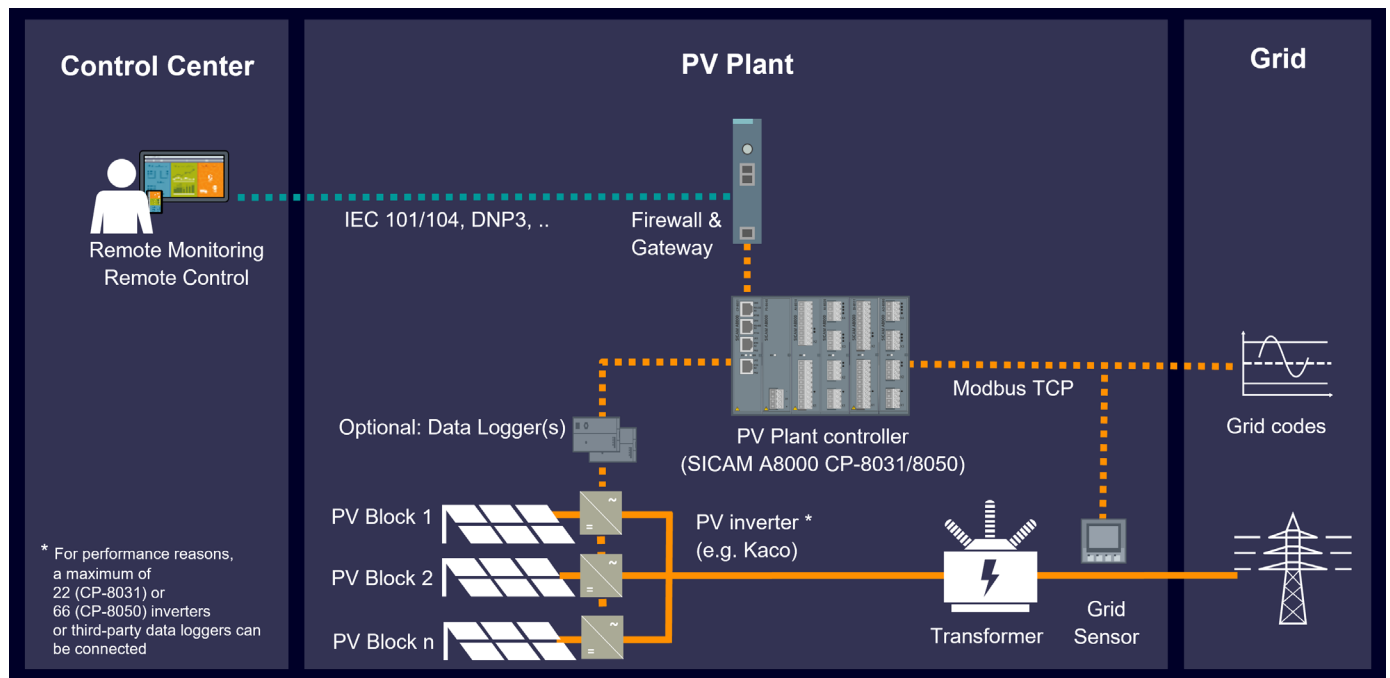 Control Center
PV Plant
Grid
IEC 101/104, DNP3, ..
Firewall &
Gateway
Remote Monitoring
Remote Control
Modbus TCP
Optional: Data Logger(s)
PV Plant controller
(SICAM A8000 CP-8031/8050)
Grid codes
PV Block 1
PV inverter *
(e.g. Kaco)
PV Block 2
PV Block n
Transformer
Grid
Sensor
* For performance reasons,
a maximum of
22 (CP-8031) or
66 (CP-8050) inverters
or third-party data loggers can
be connected